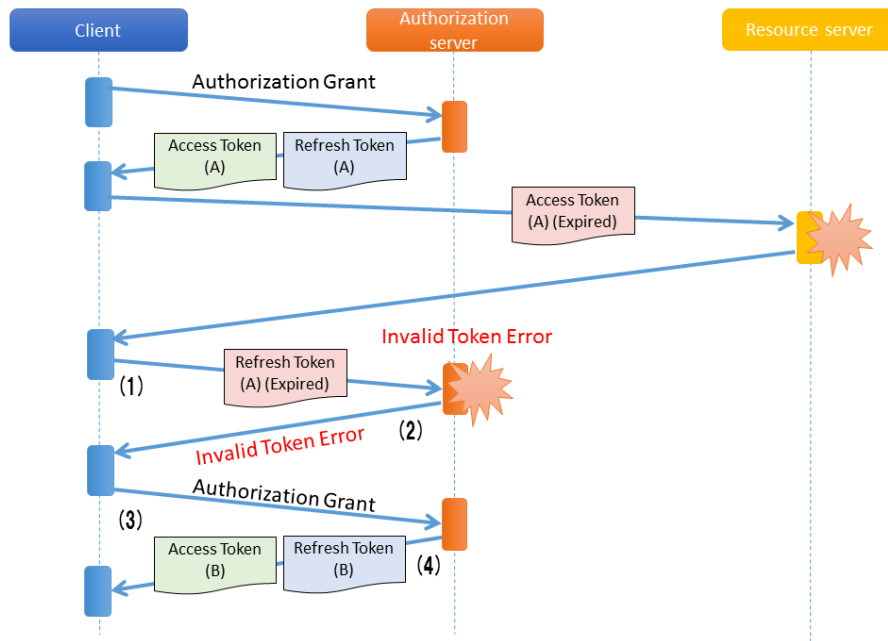 Client
Authorization
server
Resource server
Authorization Grant
Access Token
(A)
Refresh Token
(A)
Access Token
(A) (Expired)
Invalid Token Error
Refresh Token
(A) (Expired)
(1)
(2)
Invalid Token Error
Authorization Grant
(3)
Access Token
(B)
Refresh Token
(B)
(4)